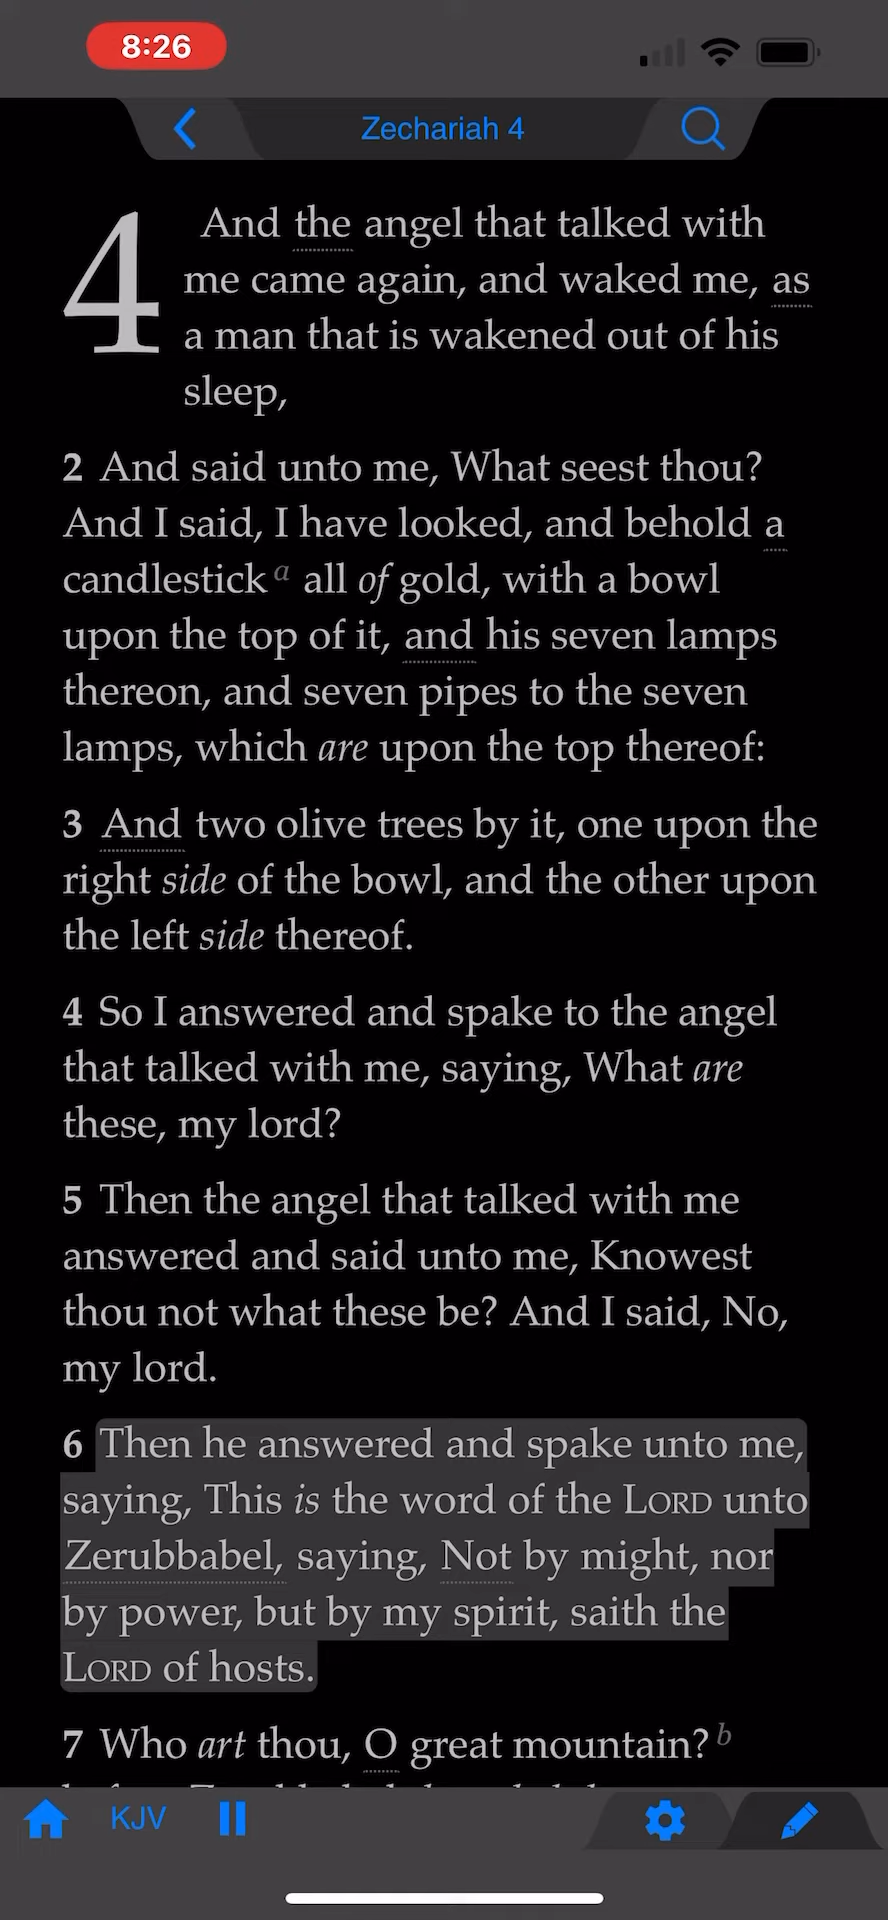 8:26
Zechariah 4
4 And the angel that talked with
me came again, and waked me, as
a man that is wakened out of his
sleep,
2 And said unto me, What seest thou?
And I said, I have looked, and behold a
candlestick a all of gold, with a bowl
upon the top of it, and his seven lamps
thereon, and seven pipes to the seven
lamps, which are upon the top thereof:
3 And two olive trees by it, one upon the
right side of the bowl, and the other upon
the left side thereof.
4 So I answered and spake to the angel
that talked with me, saying, What are
these, my lord?
5 Then the angel that talked with me
answered and said unto me, Knowest
thou not what these be? And I said, No,
my lord.
6 Then he answered and spake unto me,
saying, This is the word of the LORD unto
Zerubbabel, saying, Not by might, nor
by power, but by my spirit, saith the
LORD of hosts.
7 Who art thou, O great mountain? b
KJV